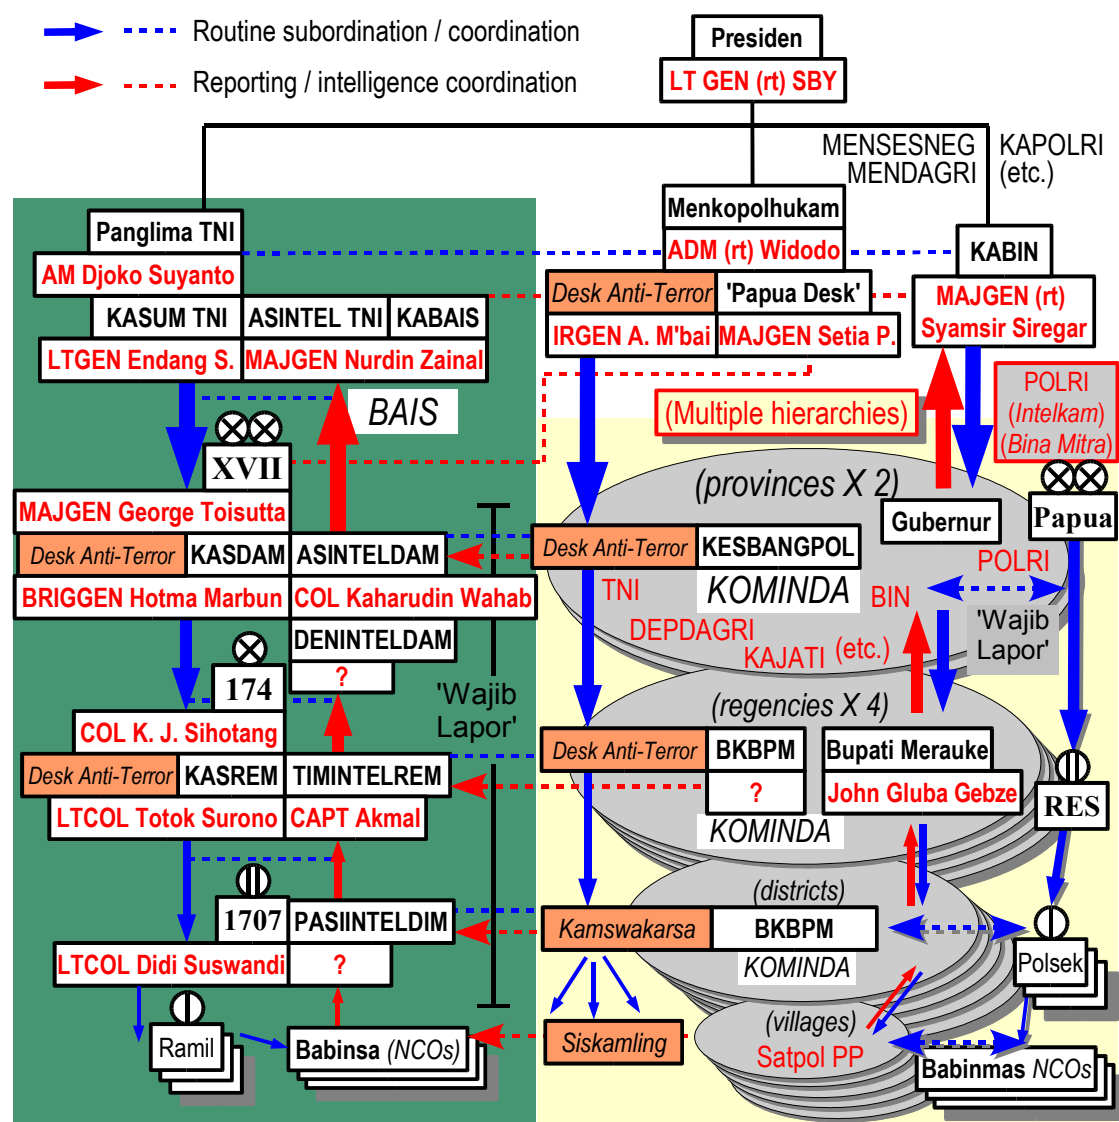 Routine subordination / coordination
Reporting / intelligence coordination
Presiden
LT GEN (rt) SBY
MENSESNEG
MENDAGRI
KAPOLRI
(etc.)
Panglima TNI
AM Djoko Suyanto
KASUM TNI
ASINTEL TNI
KABAIS
LTGEN Endang S.
MAJGEN Nurdin Zainal
BAIS
Menkopolhukam
ADM (rt) Widodo
Desk Anti-Terror
'Papua Desk'
IRGEN A. M'bai
MAJGEN Setia P.
KABIN
MAJGEN (rt)
Syamsir Siregar
(Multiple hierarchies)
POLRI
(Intelkam)
(Bina Mitra)
XVII
MAJGEN George Toisutta
Desk Anti-Terror
KASDAM
ASINTELDAM
BRIGGEN Hotma Marbun
COL Kaharudin Wahab
DENINTELDAM
?
(provinces X 2)
Gubernur
Papua
Desk Anti-Terror
KESBANGPOL
KOMINDA
TNI
DEPDAGRI
KAJATI
(etc.)
BIN
POLRI
'Wajib
Lapor'
'Wajib
Lapor'
174
COL K. J. Sihotang
Desk Anti-Terror
KASREM
TIMINTELREM
LTCOL Totok Surono
CAPT Akmal
(regencies X 4)
Desk Anti-Terror
BKBPM
?
KOMINDA
Bupati Merauke
John Gluba Gebze
RES
1707
PASIINTELDIM
LTCOL Didi Suswandi
?
(districts)
Kamswakarsa
BKBPM
KOMINDA
Polsek
Ramil
Babinsa (NCOs)
Siskamling
(villages)
Satpol PP
Babinmas NCOs